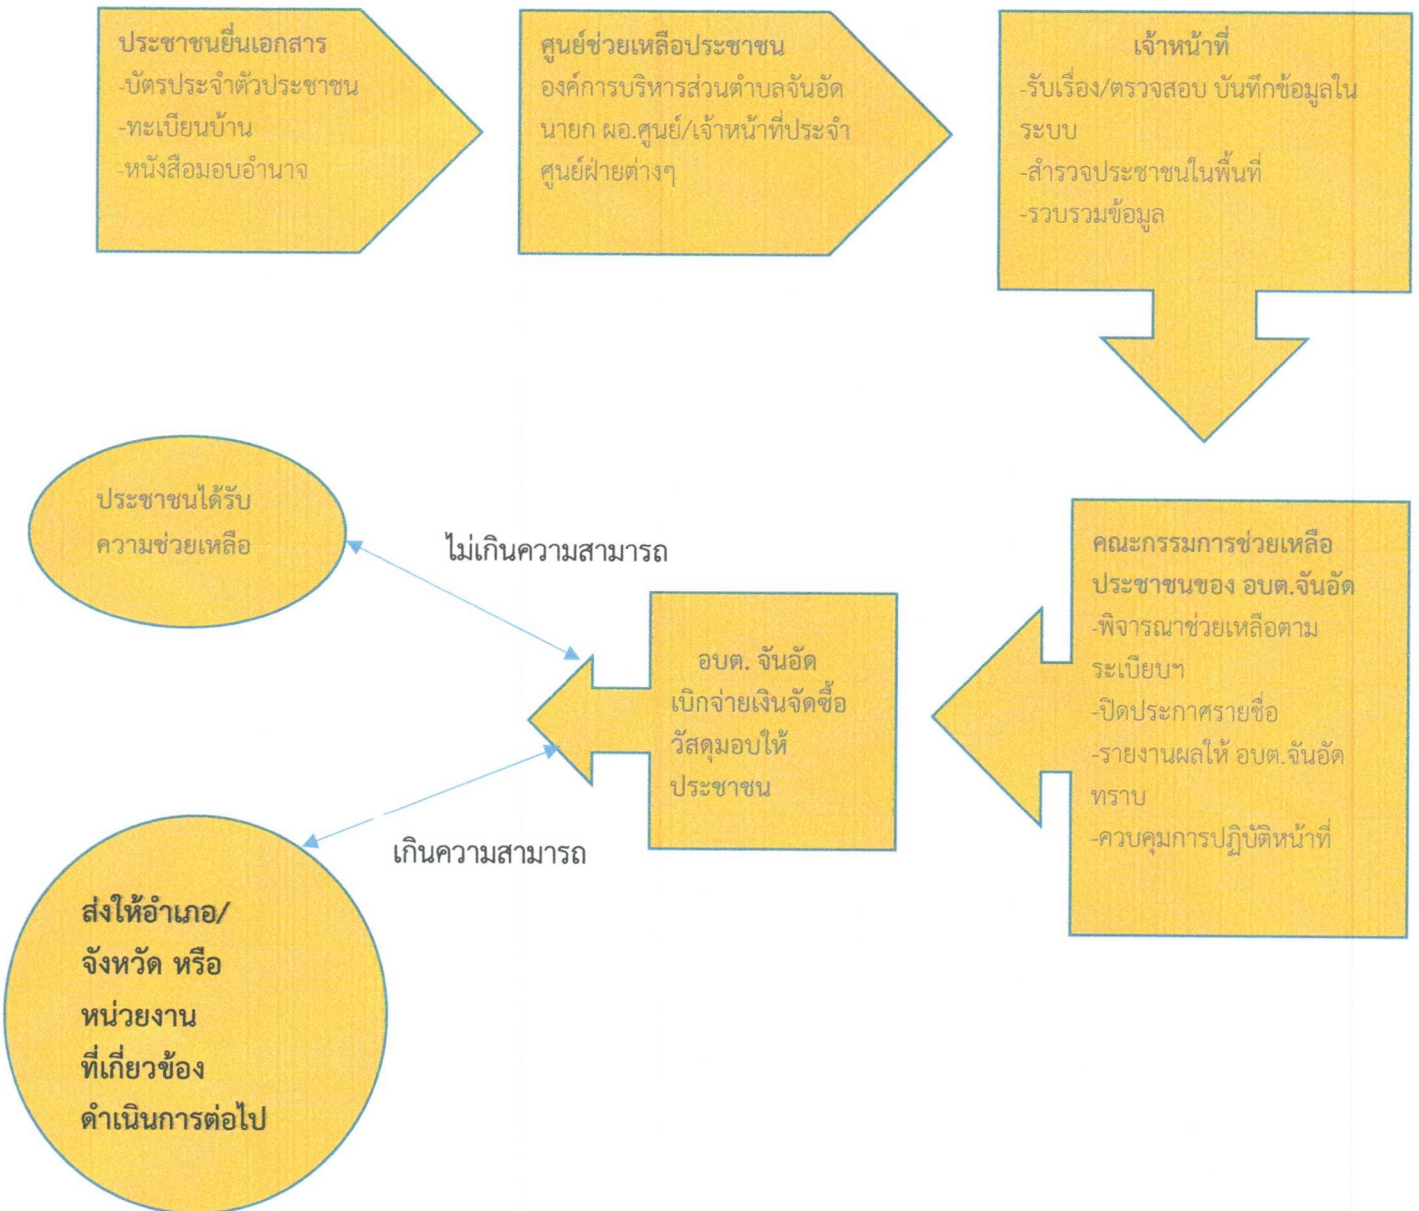 ประชาชนยื่นเอกสาร
-บัตรประจำตัวประชาชน
-ทะเบียนบ้าน
-หนังสือมอบอำนาจ
ศูนย์ช่วยเหลือประชาชน
องค์การบริหารส่วนตำบลจันอัด
นายก ผอ.ศูนย์/เจ้าหน้าที่ประจำ
ศูนย์ฝ่ายต่างๆ
เจ้าหน้าที่
-รับเรื่อง/ตรวจสอบ บันทึกข้อมูลใน
ระบบ
-สำรวจประชาชนในพื้นที่
-รวบรวมข้อมูล
คณะกรรมการช่วยเหลือ
ประชาชนของ อบต.จันอัด
-พิจารณาช่วยเหลือตาม
ระเบียบฯ
-ปิดประกาศรายชื่อ
-รายงานผลให้ อบต.จันอัด
ทราบ
-ควบคุมการปฏิบัติหน้าที่
อบต. จันอัด
เบิกจ่ายเงินจัดซื้อ
วัสดุมอบให้
ประชาชน
ไม่เกินความสามารถ
ประชาชนได้รับ
ความช่วยเหลือ
เกินความสามารถ
ส่งให้อำเภอ/
จังหวัด หรือ
หน่วยงาน
ที่เกี่ยวข้อง
ดำเนินการต่อไป